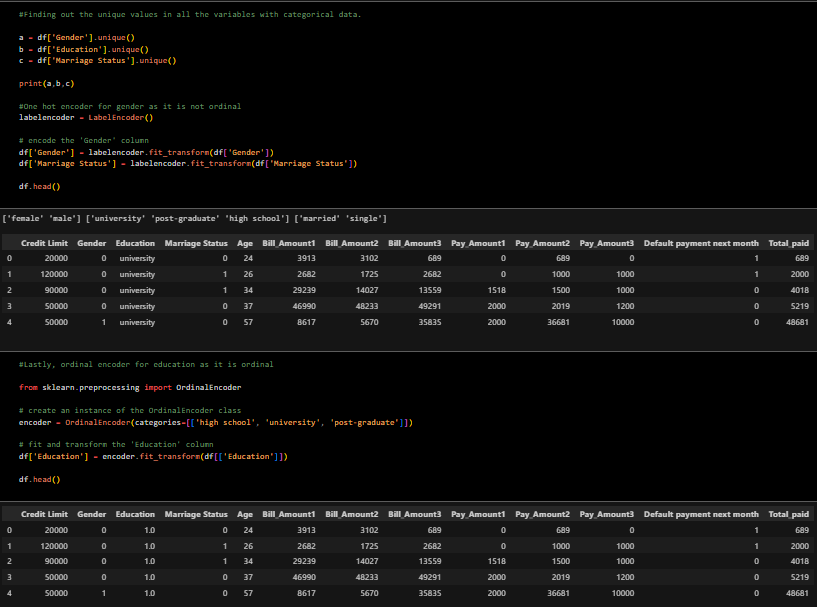 #Finding out the unique values in all the variables with categorical data.
a = df['Gender'].unique()
b = df['Education'].unique()
c = df['Marriage Status'].unique()
print(a,b,c)
#One hot encoder for gender as it is not ordinal
labelencoder = LabelEncoder()
# encode the 'Gender' column
df['Gender'] = labelencoder.fit_transform(df['Gender'])
df['Marriage Status'] = labelencoder.fit_transform(df['Marriage Status'])
df.head()
['female' 'male'] ['university' 'post-graduate' 'high school'] ['married' 'single']
Credit Limit Gender Education Marriage Status Age Bill_Amount1 Bill_Amount2 Bill_Amount3 Pay_Amount1 Pay_Amount2 Pay_Amount3 Default payment next month Total_paid
0 20000 0 university 0 24 3913 3102 689 0 689 0 1 689
1 120000 0 university 1 26 2682 1725 2682 0 1000 1000 1 2000
2 90000 0 university 1 34 29239 14027 13559 1518 1500 1000 0 4018
3 50000 0 university 0 37 46990 48233 49291 2000 2019 1200 0 5219
4 50000 1 university 0 57 8617 5670 35835 2000 36681 10000 0 48681
#Lastly, ordinal encoder for education as it is ordinal
from sklearn.preprocessing import OrdinalEncoder
# create an instance of the OrdinalEncoder class
encoder = OrdinalEncoder(categories=[['high school', 'university', 'post-graduate']])
# fit and transform the 'Education' column
df['Education'] = encoder.fit_transform(df[['Education']])
df.head()
Credit Limit Gender Education Marriage Status Age Bill_Amount1 Bill_Amount2 Bill_Amount3 Pay_Amount1 Pay_Amount2 Pay_Amount3 Default payment next month Total_paid
0 20000 0 1.0 0 24 3913 3102 689 0 689 0 1 689
1 120000 0 1.0 1 26 2682 1725 2682 0 1000 1000 1 2000
2 90000 0 1.0 1 34 29239 14027 13559 1518 1500 1000 0 4018
3 50000 0 1.0 0 37 46990 48233 49291 2000 2019 1200 0 5219
4 50000 1 1.0 0 57 8617 5670 35835 2000 36681 10000 0 48681